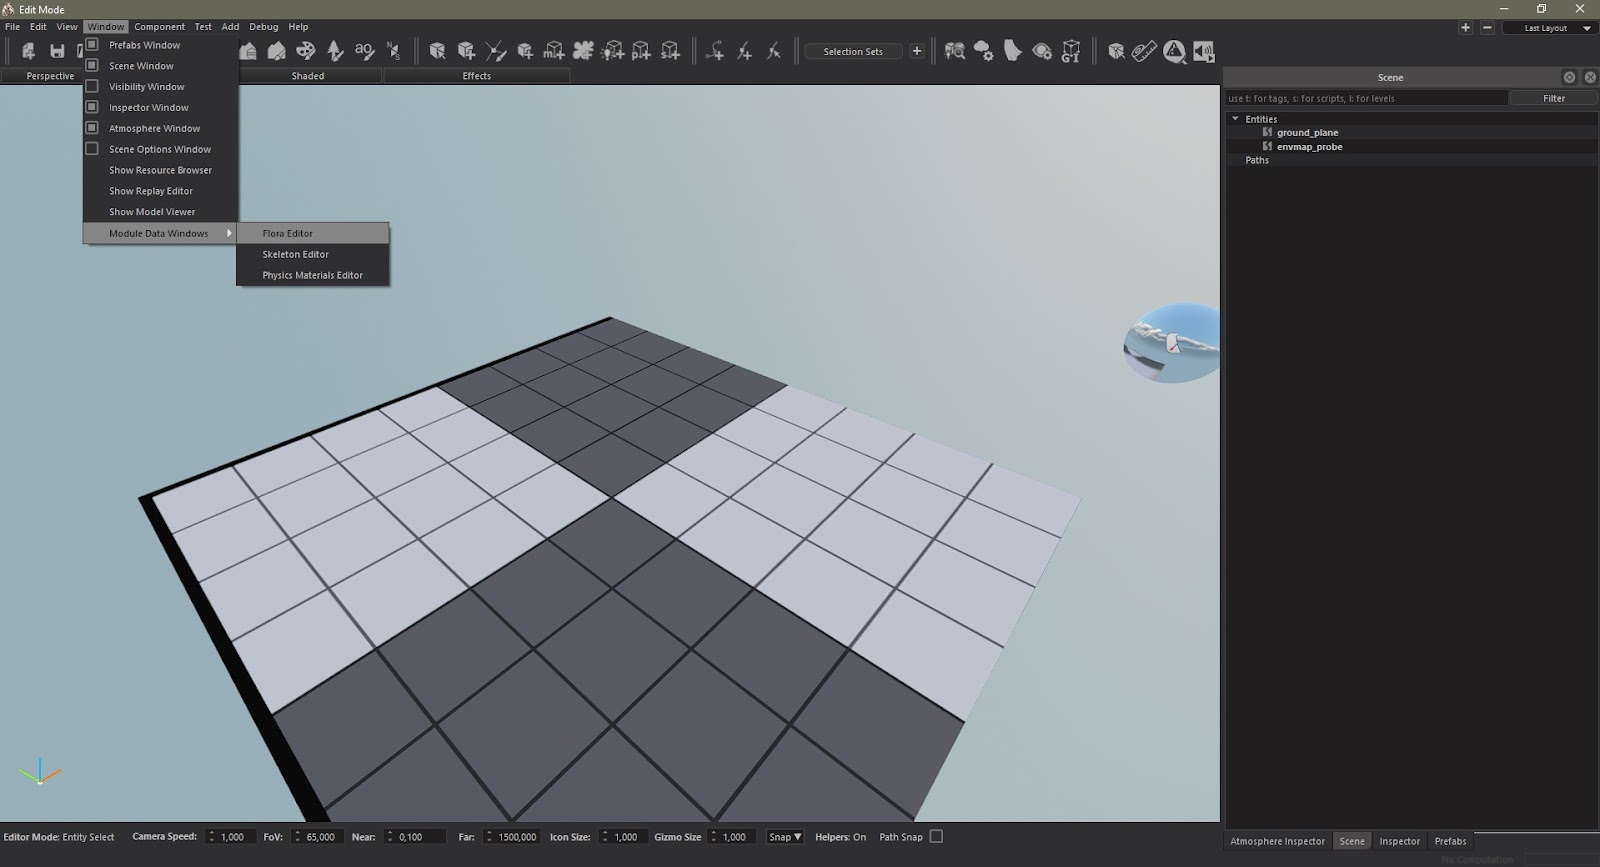 Edit Mode
File Edit View Window Component Test Add Debug Help
Last Layout
Prefabs Window
Scene Window
Visibility Window
Inspector Window
Atmosphere Window
Scene Options Window
Show Resource Browser
Show Replay Editor
Show Model Viewer
Module Data Windows
Flora Editor
Skeleton Editor
Physics Materials Editor
Selection Sets
Perspective Shaded Effects
Scene
use t: for tags, s: for scripts, l: for levels Filter
Entities
ground_plane
envmap_probe
Paths
Editor Mode: Entity Select Camera Speed: 1,000 FoV: 65,000 Near: 0,100 Far: 1500,000 Icon Size: 1,000 Gizmo Size 1,000 Snap Helpers: On Path Snap
Atmosphere Inspector Scene Inspector Prefabs
No Computation